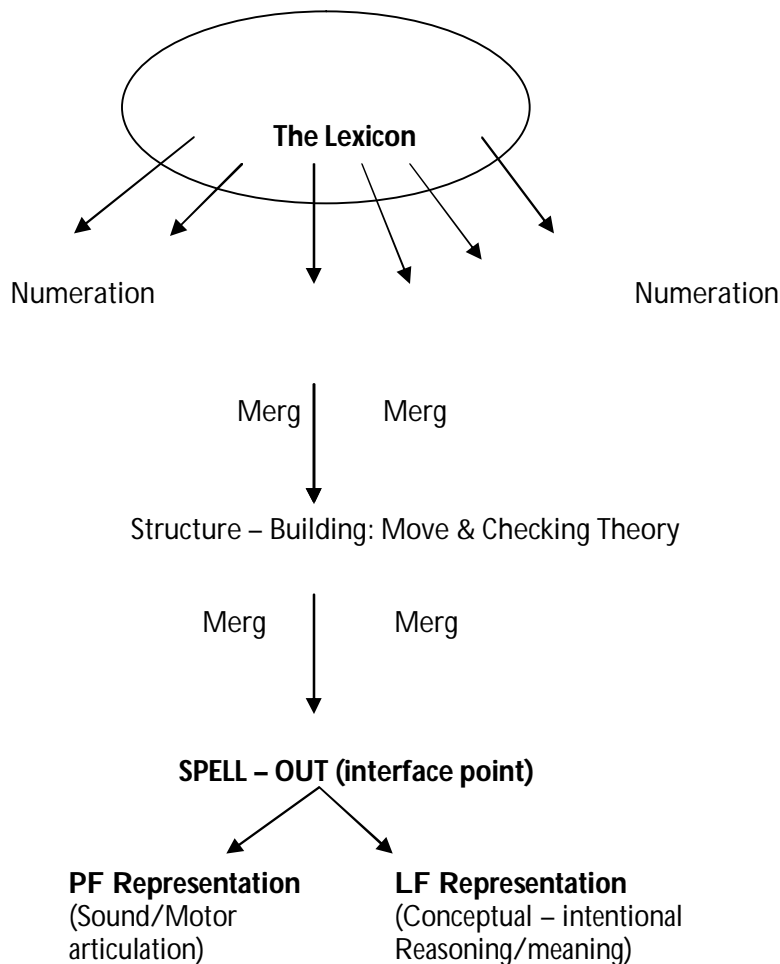 The Lexicon
Numeration Numeration
Merg Merg
Structure – Building: Move & Checking Theory
Merg Merg
SPELL – OUT (interface point)
PF Representation LF Representation
(Sound/Motor (Conceptual – intentional
articulation) Reasoning/meaning)